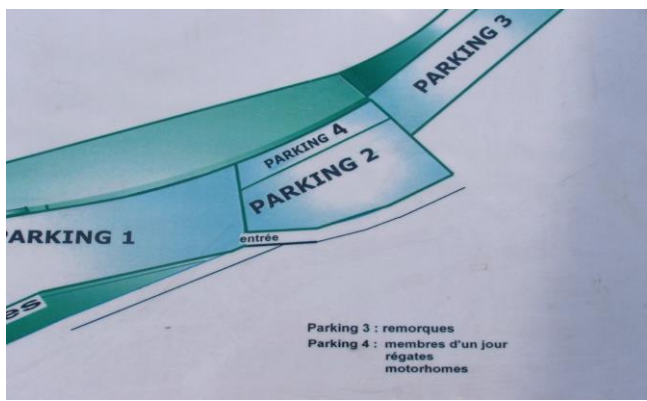 PARKING 3
PARKING 4
PARKING 2
PARKING 1
entrée
es
Parking 3 : remorques
Parking 4 : membres d'un jour
régates
motorhomes